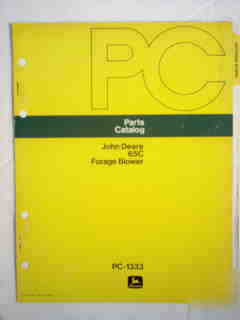 PC
Parts
Catalog
John Deere
65C
Forage Blower
PC-1333